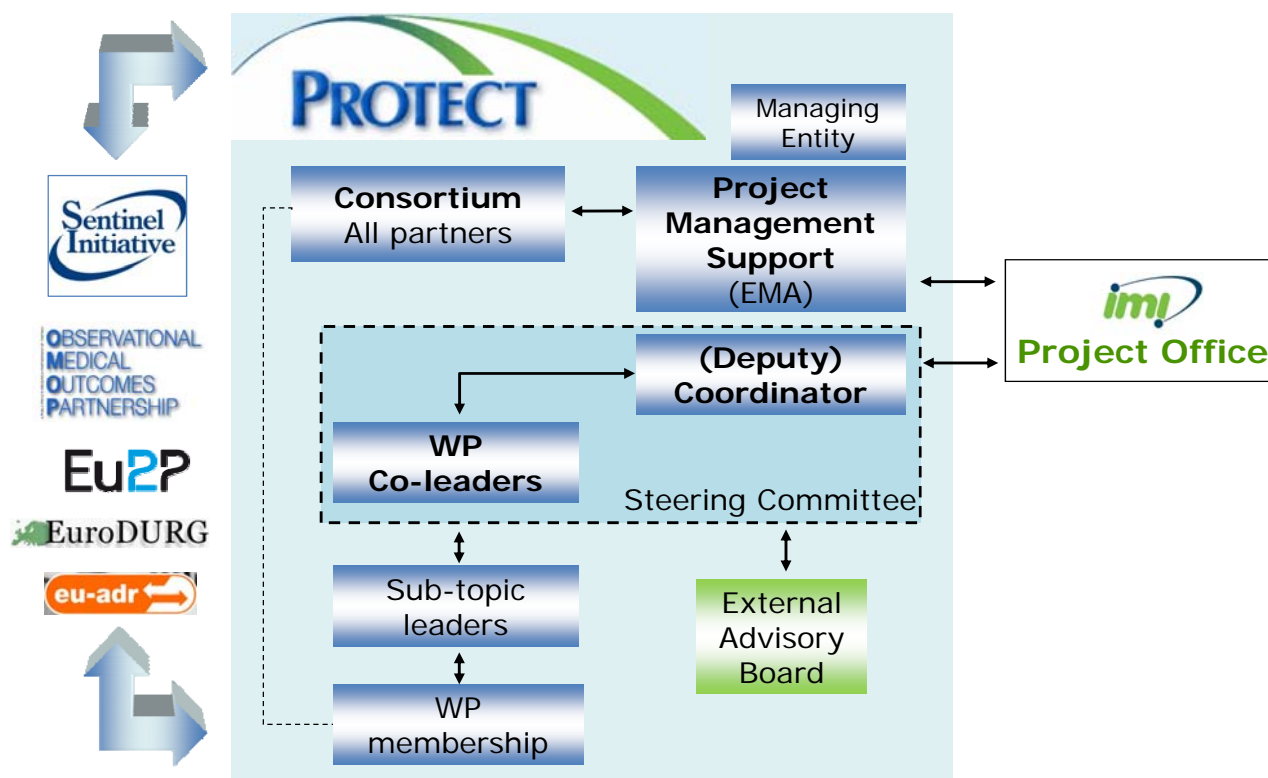 PROTECT
Managing
Entity
Consortium
All partners
Project
Management
Support
(EMA)
Sentinel
Initiative
imi
Project Office
OBSERVATIONAL
MEDICAL
OUTCOMES
PARTNERSHIP
(Deputy)
Coordinator
WP
Co-leaders
Steering Committee
Eu2P
EuroDURG
eu-adr
Sub-topic
leaders
External
Advisory
Board
WP
membership